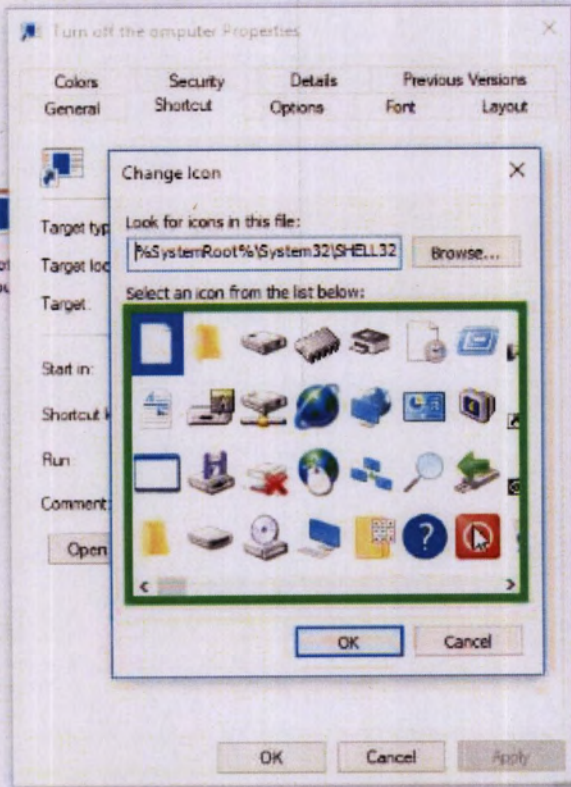 Turn off the omputer Properties
Colors Security Details Previous Versions
General Shortcut Options Font Layout
Change Icon
Look for icons in this file:
%SystemRoot%\System32\SHELL32
Browse...
Select an icon from the list below:
Target typ
Target loc
Target:
Start in:
Shortcut k
Run:
Comment:
Open
OK Cancel
OK Cancel Apply